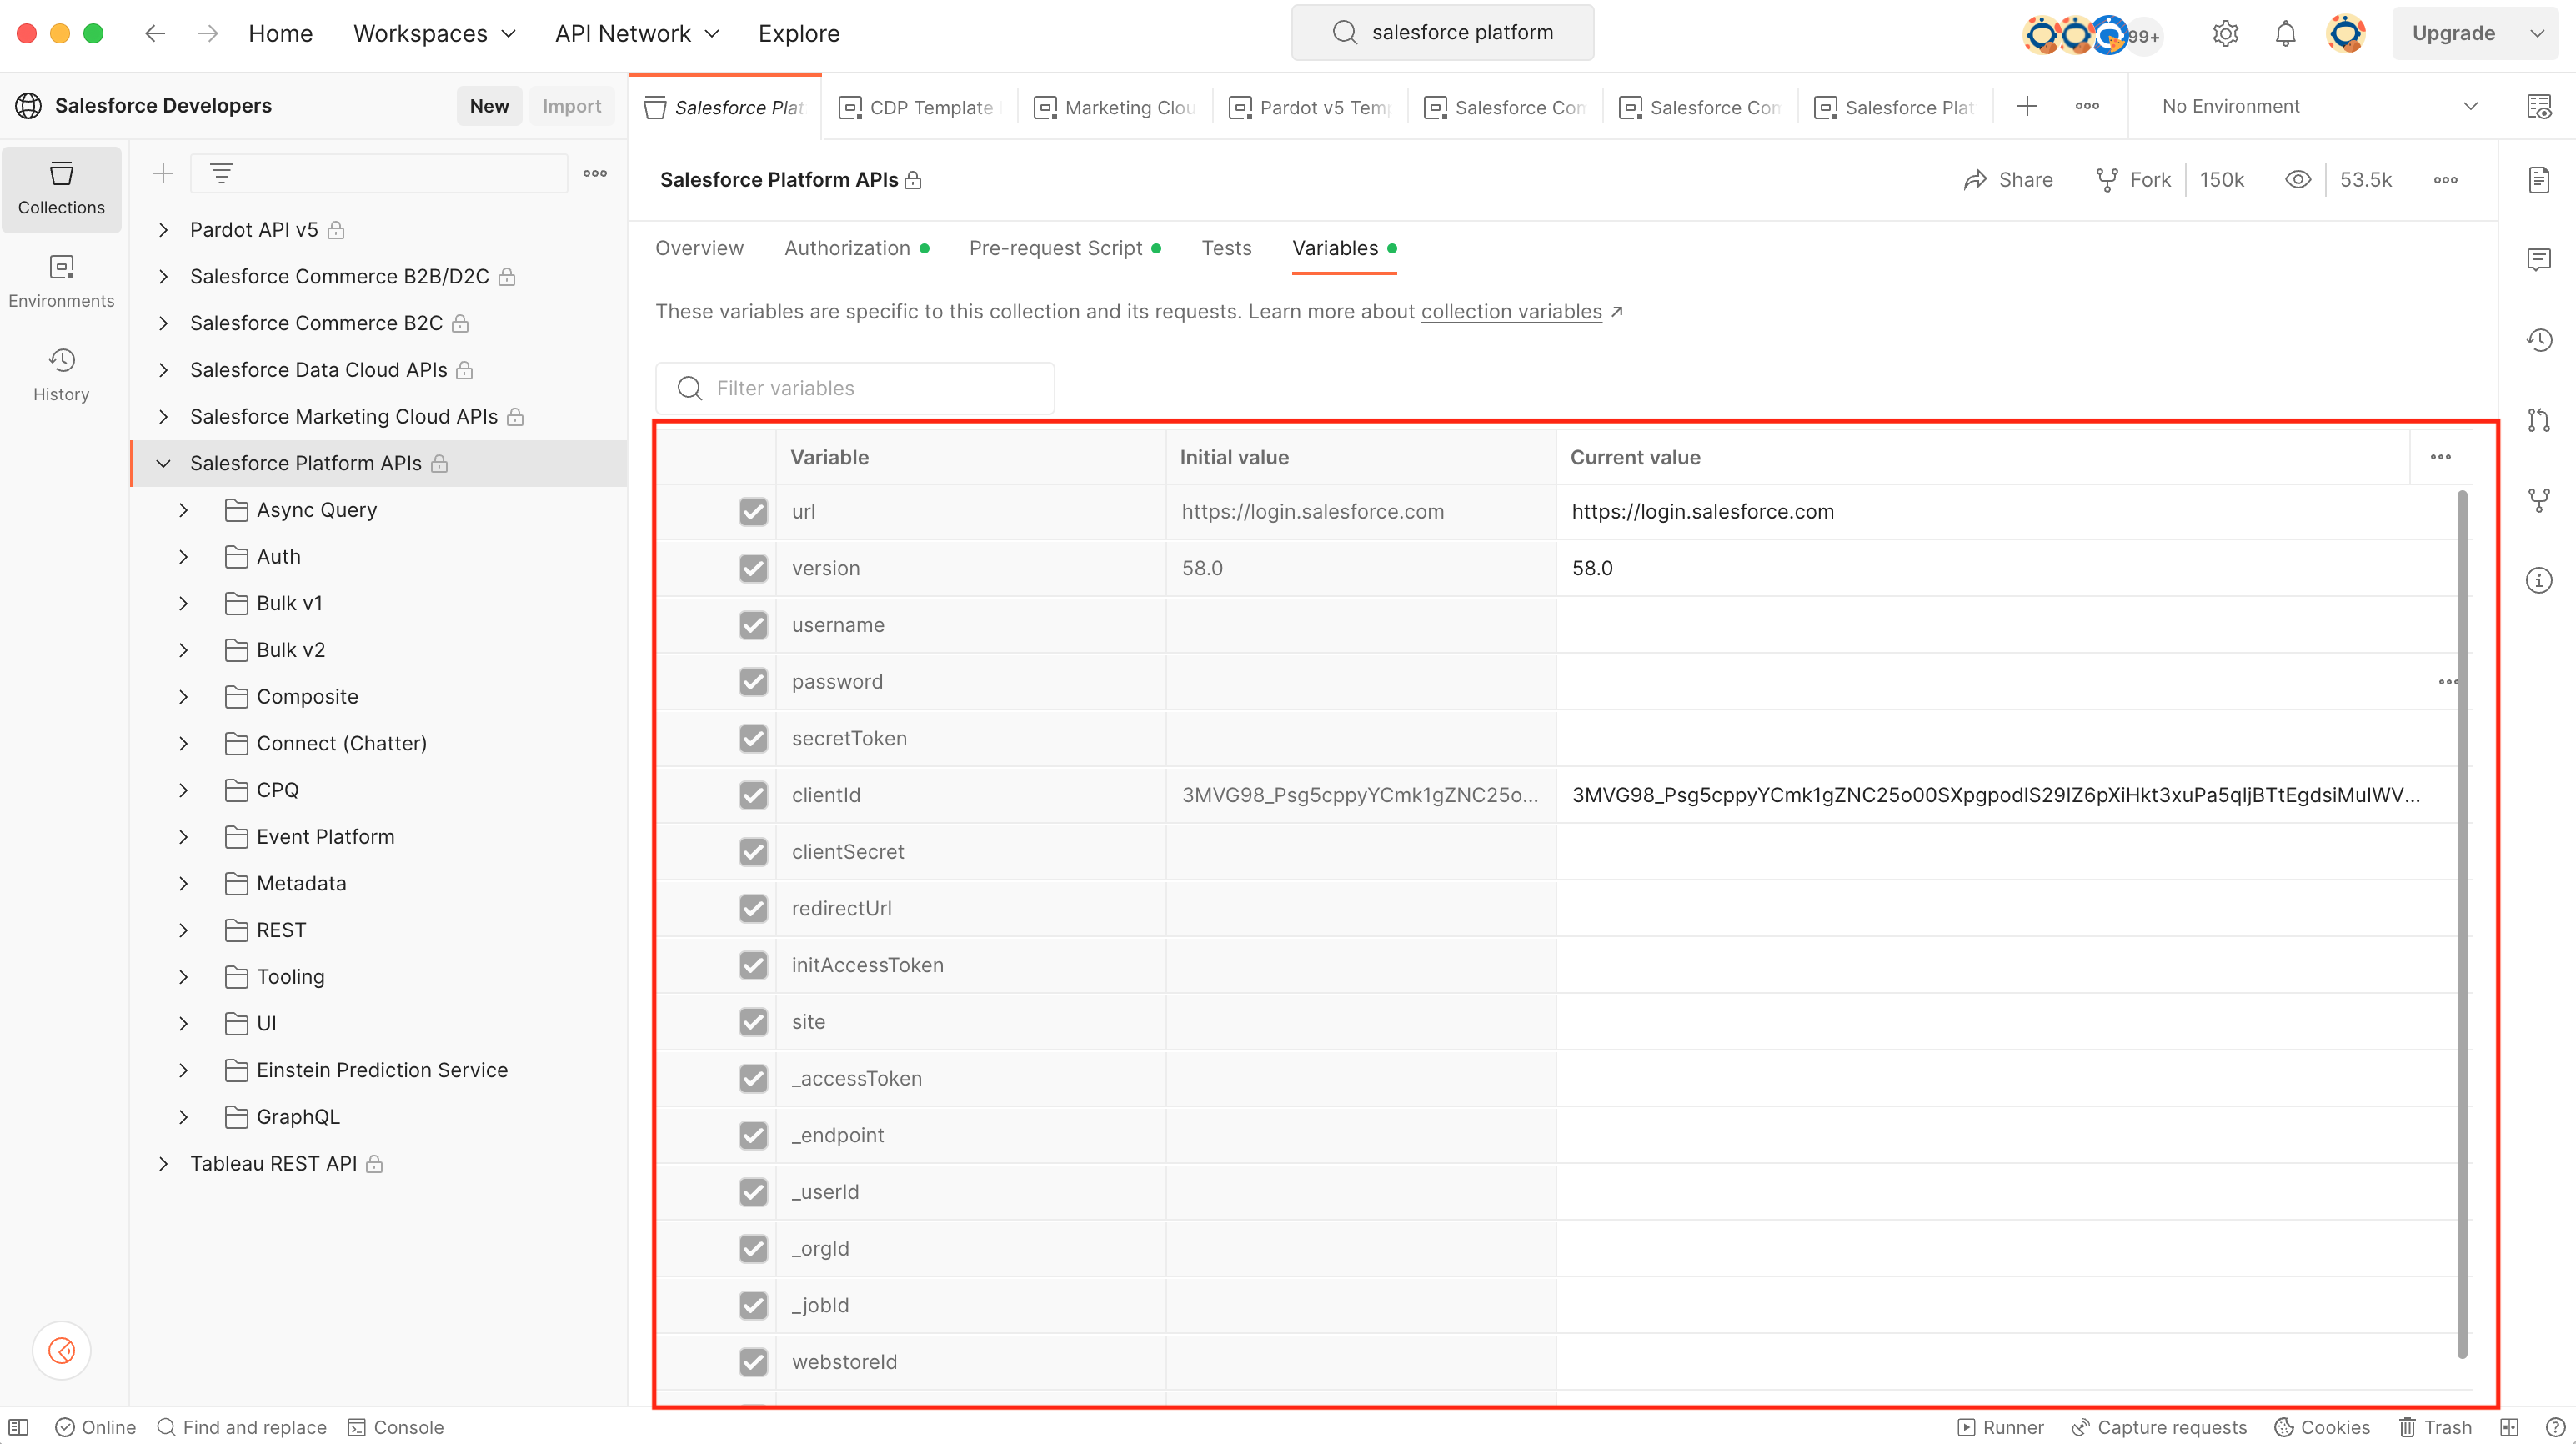 Home Workspaces API Network Explore salesforce platform 99+ Upgrade
Salesforce Developers New Import
Salesforce Plat CDP Template Marketing Clou Pardot v5 Temp Salesforce Com Salesforce Com Salesforce Plat No Environment
Collections
Environments
History
Pardot API v5
Salesforce Commerce B2B/D2C
Salesforce Commerce B2C
Salesforce Data Cloud APIs
Salesforce Marketing Cloud APIs
Salesforce Platform APIs
Async Query
Auth
Bulk v1
Bulk v2
Composite
Connect (Chatter)
CPQ
Event Platform
Metadata
REST
Tooling
UI
Einstein Prediction Service
GraphQL
Tableau REST API
Salesforce Platform APIs Share Fork 150k 53.5k
Overview Authorization Pre-request Script Tests Variables
These variables are specific to this collection and its requests. Learn more about collection variables ↗
Filter variables
Variable Initial value Current value
url https://login.salesforce.com https://login.salesforce.com
version 58.0 58.0
username
password
secretToken
clientId 3MVG98_Psg5cppyYCmk1gZNC25o... 3MVG98_Psg5cppyYCmk1gZNC25o00SXpgpodlS29IZ6pXiHkt3xuPa5qIjBTtEgdsiMulWV...
clientSecret
redirectUrl
initAccessToken
site
_accessToken
_endpoint
_userId
_orgId
_jobId
webstoreId
Online Find and replace Console Runner Capture requests Cookies Trash